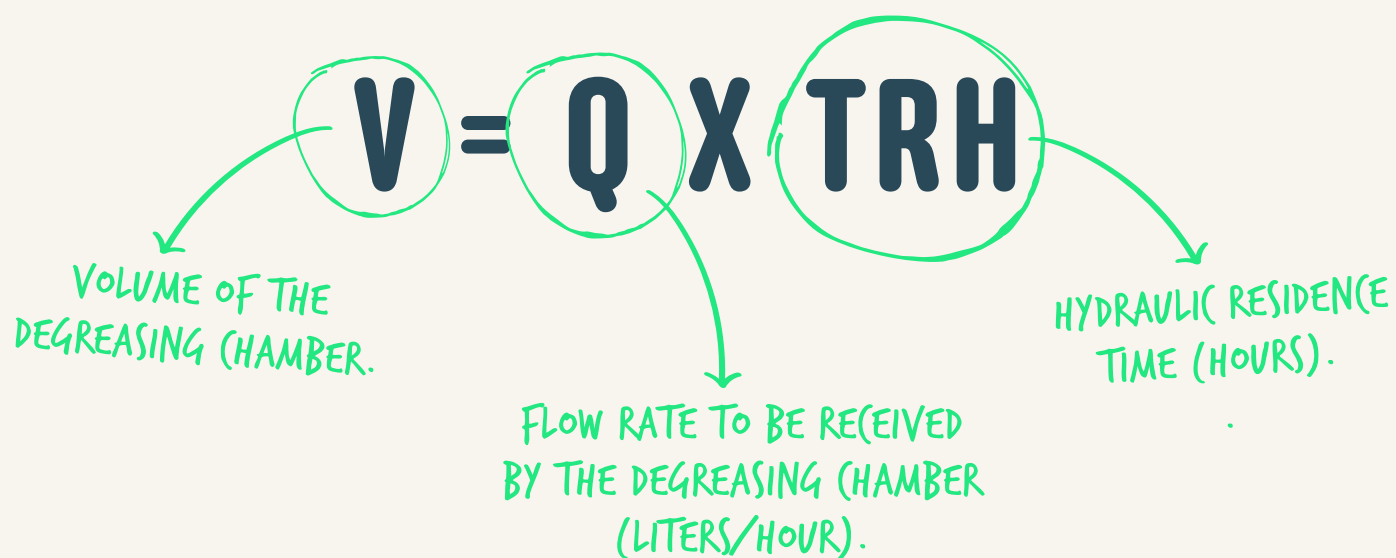 V = Q X TRH
VOLUME OF THE
DEGREASING CHAMBER.
FLOW RATE TO BE RECEIVED
BY THE DEGREASING CHAMBER
(LITERS/HOUR).
HYDRAULIC RESIDENCE
TIME (HOURS).
.